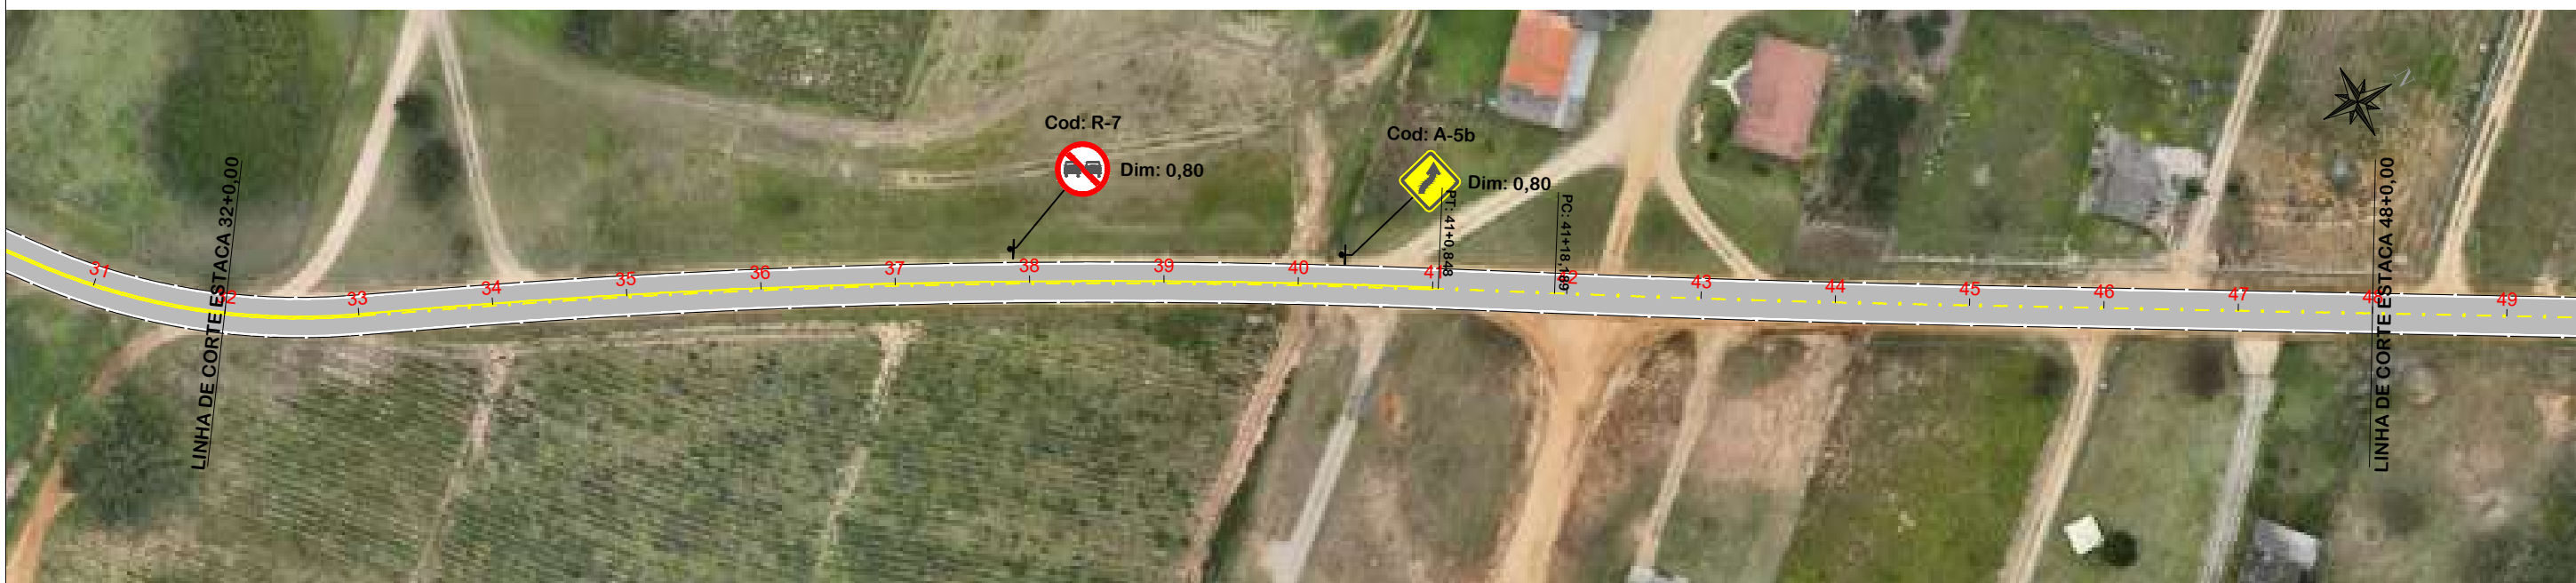 Cod: R-7
Dim: 0,80
Cod: A-5b
Dim: 0,80
N
LINHA DE CORTE ESTACA 32+0,00
PT: 41+0,848
PC: 41+18,189
LINHA DE CORTE ESTACA 48+0,00
31
32
33
34
35
36
37
38
39
40
41
42
43
44
45
46
47
48
49